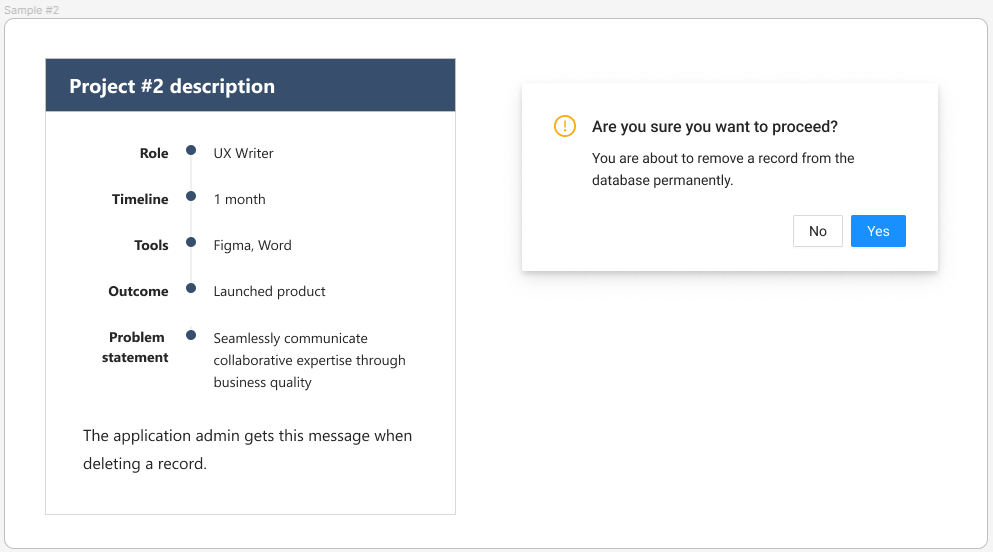 Sample #2
Project #2 description
Role
UX Writer
Timeline
1 month
Tools
Figma, Word
Outcome
Launched product
Problem
statement
Seamlessly communicate
collaborative expertise through
business quality
The application admin gets this message when
deleting a record.
Are you sure you want to proceed?
You are about to remove a record from the
database permanently.
No
Yes